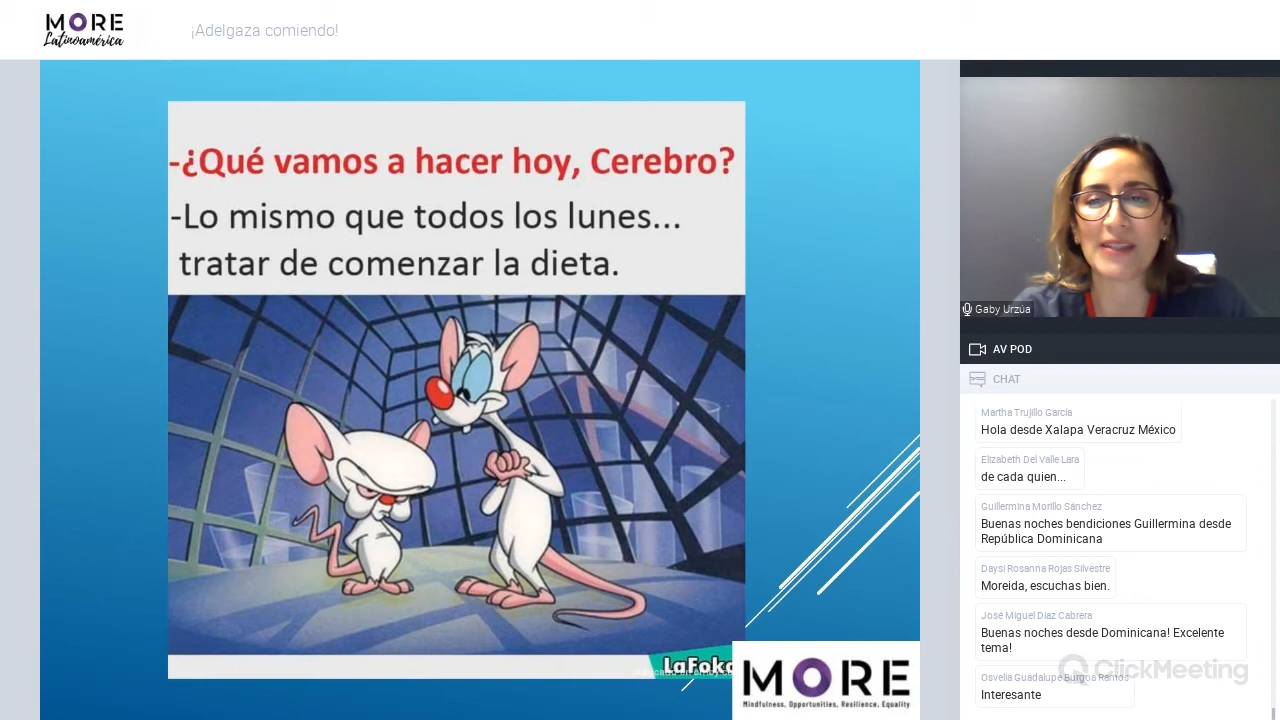 MORE
Latinoamérica
¡Adelgaza comiendo!
-¿Qué vamos a hacer hoy, Cerebro?
-Lo mismo que todos los lunes...
tratar de comenzar la dieta.
LaFoka
MORE
Mindfulness, Opportunities, Resilience, Equality
Gaby Urzúa
AV POD
CHAT
Martha Trujillo García
Hola desde Xalapa Veracruz México
Elizabeth Del Valle Lara
de cada quien...
Guillermina Morillo Sánchez
Buenas noches bendiciones Guillermina desde
República Dominicana
Daysi Rosanna Rojas Silvestre
Moreida, escuchas bien.
José Miguel Díaz Cabrera
Buenas noches desde Dominicana! Excelente
tema!
Osvelia Guadalupe Burgoa Ramos
Interesante
ClickMeeting